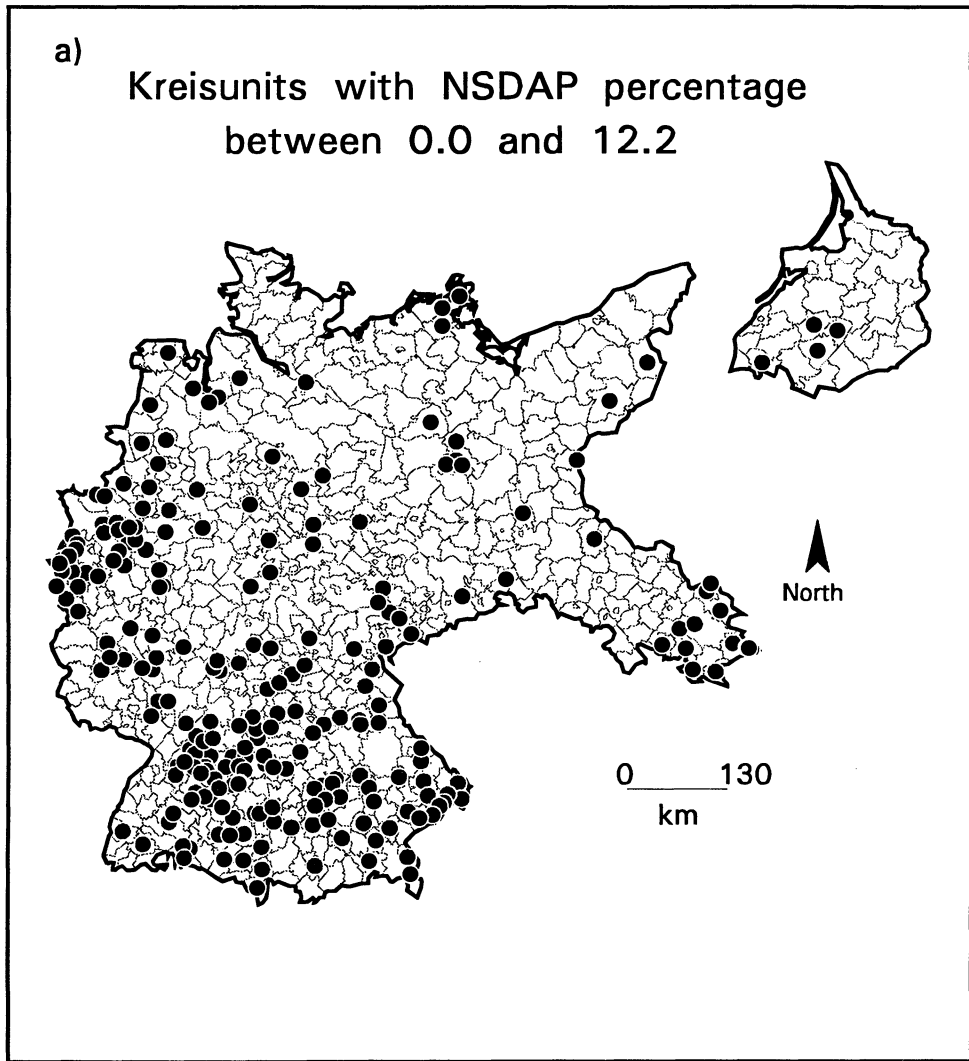 a)
Kreisunits with NSDAP percentage
between 0.0 and 12.2
North
0 130
km